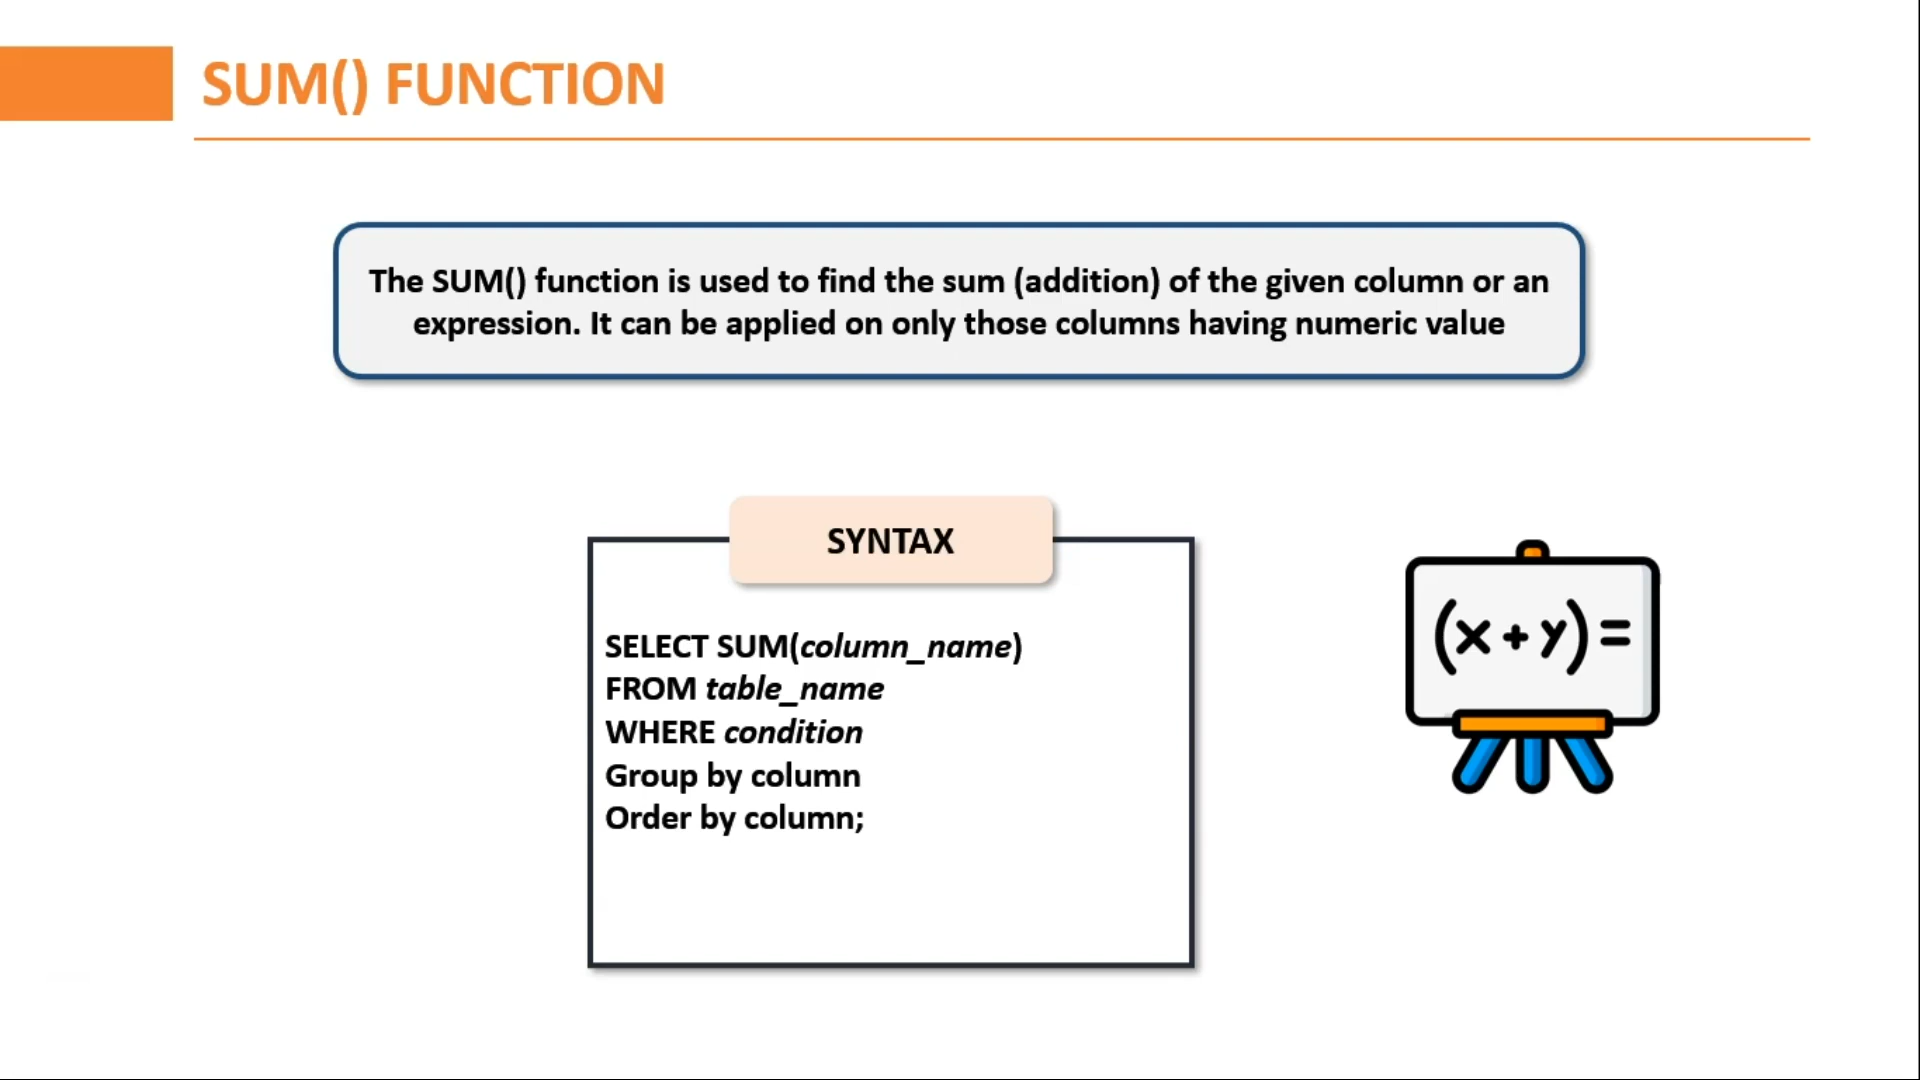 SUM() FUNCTION
The SUM() function is used to find the sum (addition) of the given column or an
expression. It can be applied on only those columns having numeric value
SYNTAX
SELECT SUM(column_name)
FROM table_name
WHERE condition
Group by column
Order by column;
(x + y) =